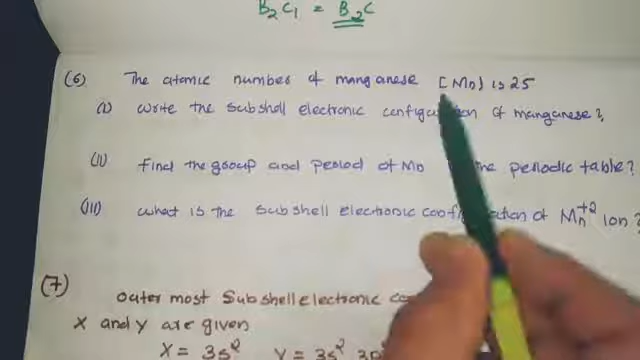 B₂C₁ = B₂C
(6) The atomic number of manganese [Mn] is 25
(i) write the subshell electronic configuration of manganese?
(ii) Find the group and period of Mn the periodic table?
(iii) what is the subshell electronic of Mn⁺² ion?
(7) outer most Subshell electronic
X and Y are given
X = 3s² Y = 3s²